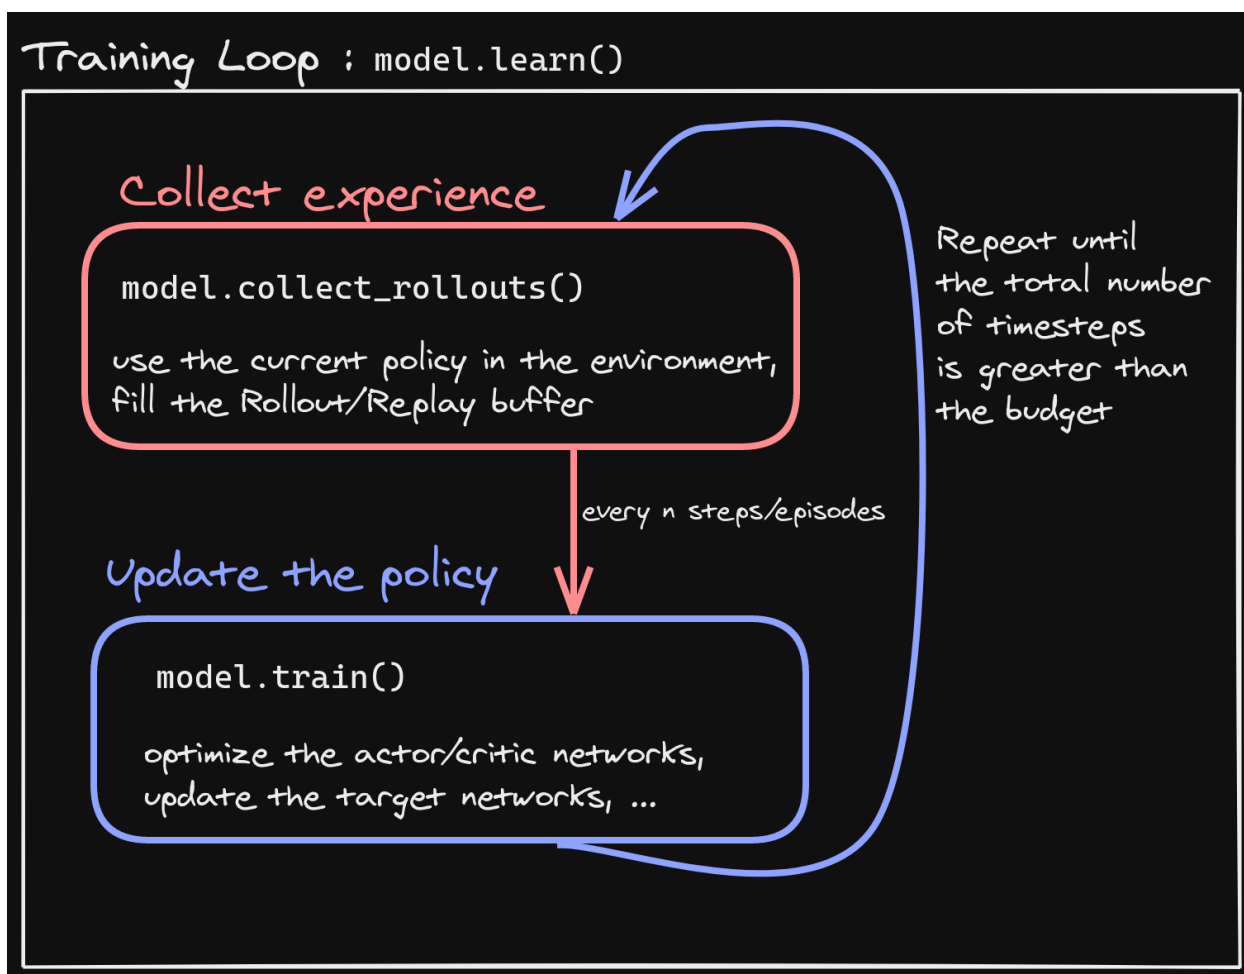 Training Loop : model.learn()
Collect experience
model.collect_rollouts()
use the current policy in the environment,
fill the Rollout/Replay buffer
Repeat until
the total number
of timesteps
is greater than
the budget
every n steps/episodes
Update the policy
model.train()
optimize the actor/critic networks,
update the target networks, ...